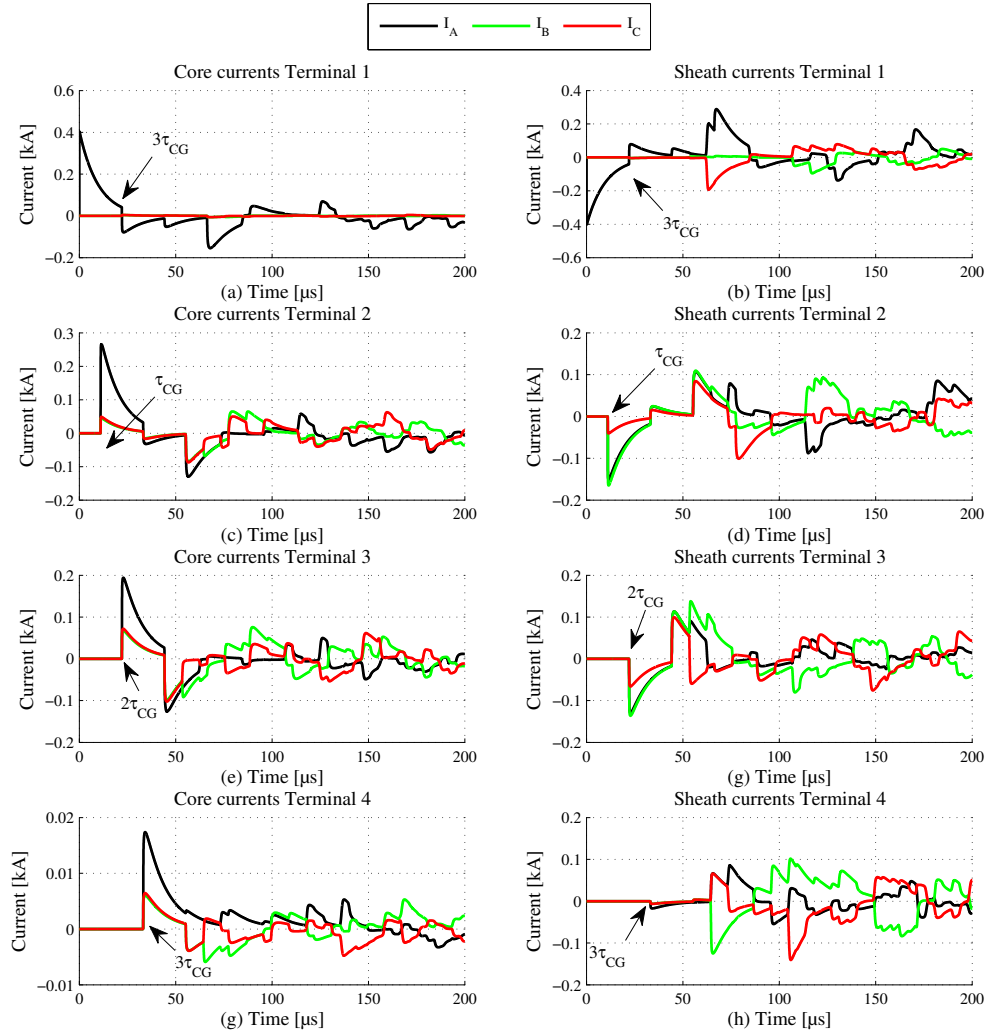 I_A I_B I_C
Core currents Terminal 1
Current [kA]
0.6
0.4
0.2
0
−0.2
3τ_CG
0 50 100 150 200
(a) Time [µs]
Sheath currents Terminal 1
Current [kA]
0.4
0.2
0
−0.2
−0.4
−0.6
3τ_CG
0 50 100 150 200
(b) Time [µs]
Core currents Terminal 2
Current [kA]
0.3
0.2
0.1
0
−0.1
−0.2
τ_CG
0 50 100 150 200
(c) Time [µs]
Sheath currents Terminal 2
Current [kA]
0.2
0.1
0
−0.1
−0.2
τ_CG
0 50 100 150 200
(d) Time [µs]
Core currents Terminal 3
Current [kA]
0.2
0.1
0
−0.1
−0.2
2τ_CG
0 50 100 150 200
(e) Time [µs]
Sheath currents Terminal 3
Current [kA]
0.2
0.1
0
−0.1
−0.2
2τ_CG
0 50 100 150 200
(g) Time [µs]
Core currents Terminal 4
Current [kA]
0.02
0.01
0
−0.01
3τ_CG
0 50 100 150 200
(g) Time [µs]
Sheath currents Terminal 4
Current [kA]
0.2
0.1
0
−0.1
−0.2
3τ_CG
0 50 100 150 200
(h) Time [µs]